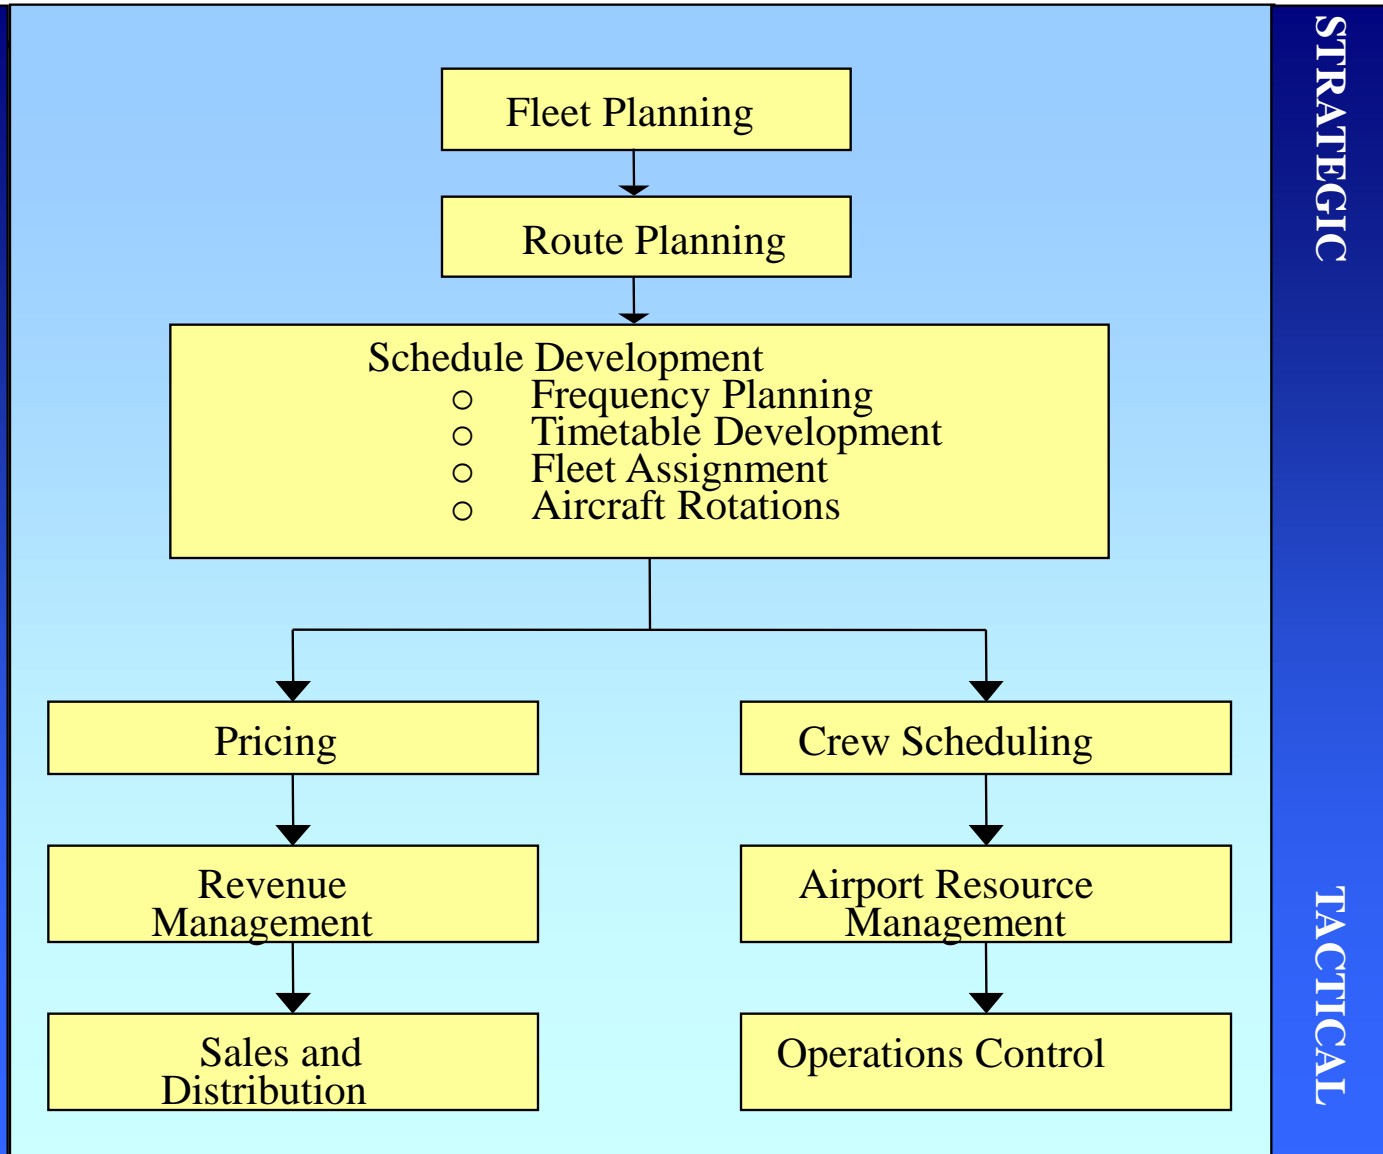 Fleet Planning
Route Planning
Schedule Development
○ Frequency Planning
○ Timetable Development
○ Fleet Assignment
○ Aircraft Rotations
Pricing
Revenue
Management
Sales and
Distribution
Crew Scheduling
Airport Resource
Management
Operations Control
STRATEGIC
TACTICAL